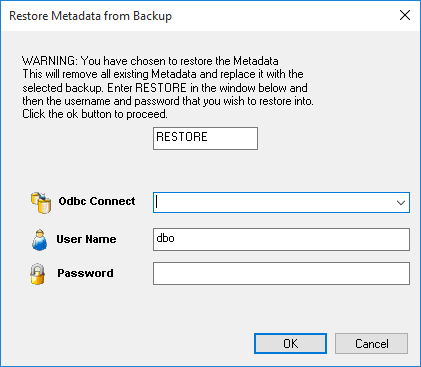 Restore Metadata from Backup
WARNING: You have chosen to restore the Metadata
This will remove all existing Metadata and replace it with the
selected backup. Enter RESTORE in the window below and
then the username and password that you wish to restore into.
Click the ok button to proceed.
RESTORE
Odbc Connect
User Name
dbo
Password
OK
Cancel